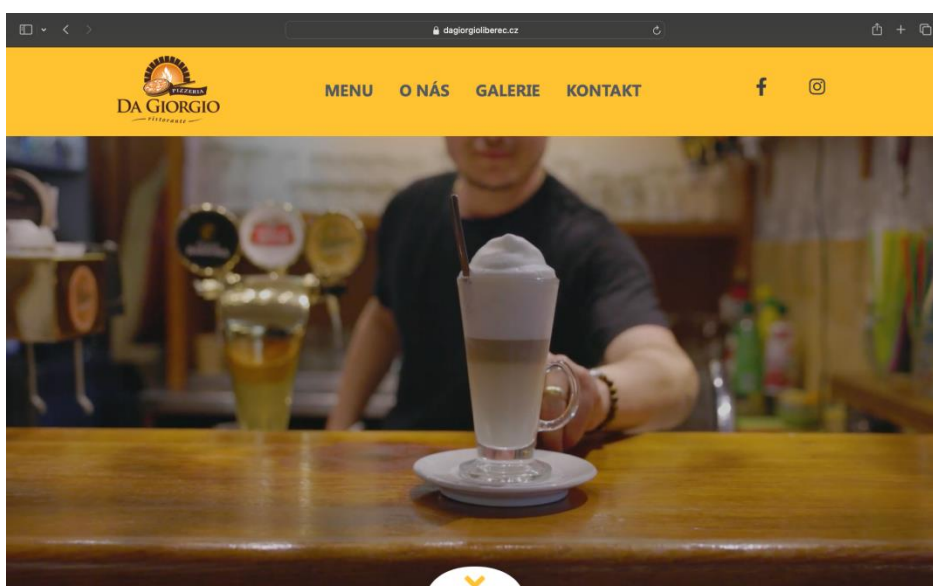 dagiorgioliberec.cz
PIZZERIA
DA GIORGIO
ristorante
MENU O NÁS GALERIE KONTAKT